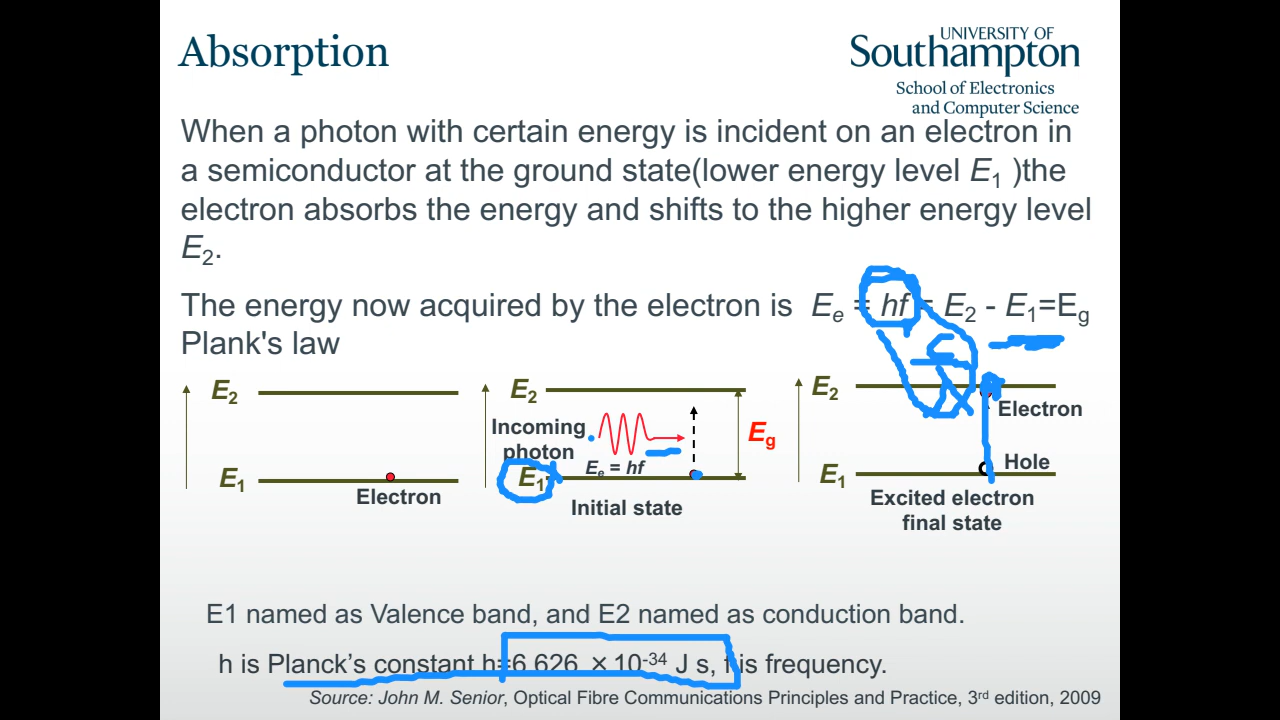 Absorption
UNIVERSITY OF
Southampton
School of Electronics
and Computer Science
When a photon with certain energy is incident on an electron in
a semiconductor at the ground state(lower energy level E₁ )the
electron absorbs the energy and shifts to the higher energy level
E₂.
The energy now acquired by the electron is Eₑ = hf = E₂ - E₁=Eg
Plank's law
E₂
E₁
Electron
E₂
Incoming
photon
Eₑ = hf
E₁
Eg
Initial state
E₂
Electron
Hole
E₁
Excited electron
final state
E1 named as Valence band, and E2 named as conduction band.
h is Planck's constant h=6.626 ×10⁻³⁴ J s, f is frequency.
Source: John M. Senior, Optical Fibre Communications Principles and Practice, 3rd edition, 2009